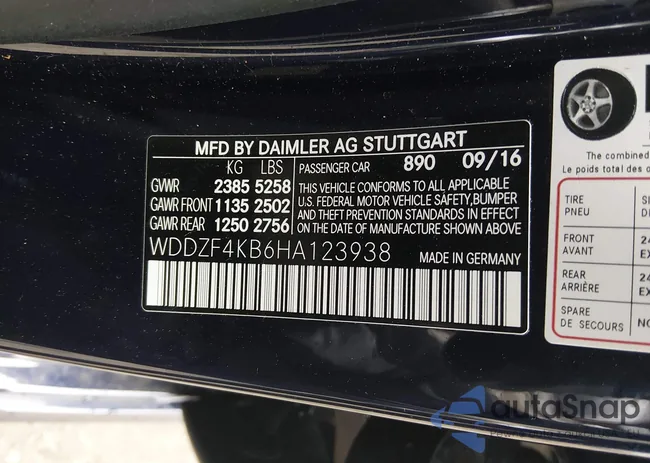 MFD BY DAIMLER AG STUTTGART
KG LBS PASSENGER CAR 890 09/16
GVWR 2385 5258
GAWR FRONT 1135 2502
GAWR REAR 1250 2756
THIS VEHICLE CONFORMS TO ALL APPLICABLE
U.S. FEDERAL MOTOR VEHICLE SAFETY,BUMPER
AND THEFT PREVENTION STANDARDS IN EFFECT
ON THE DATE OF MANUFACTURE SHOWN ABOVE.
WDDZF4KB6HA123938
MADE IN GERMANY
The combined
Le poids total des
TIRE
PNEU
FRONT
AVANT
REAR
ARRIÈRE
SPARE
DE SECOURS
autoSnap